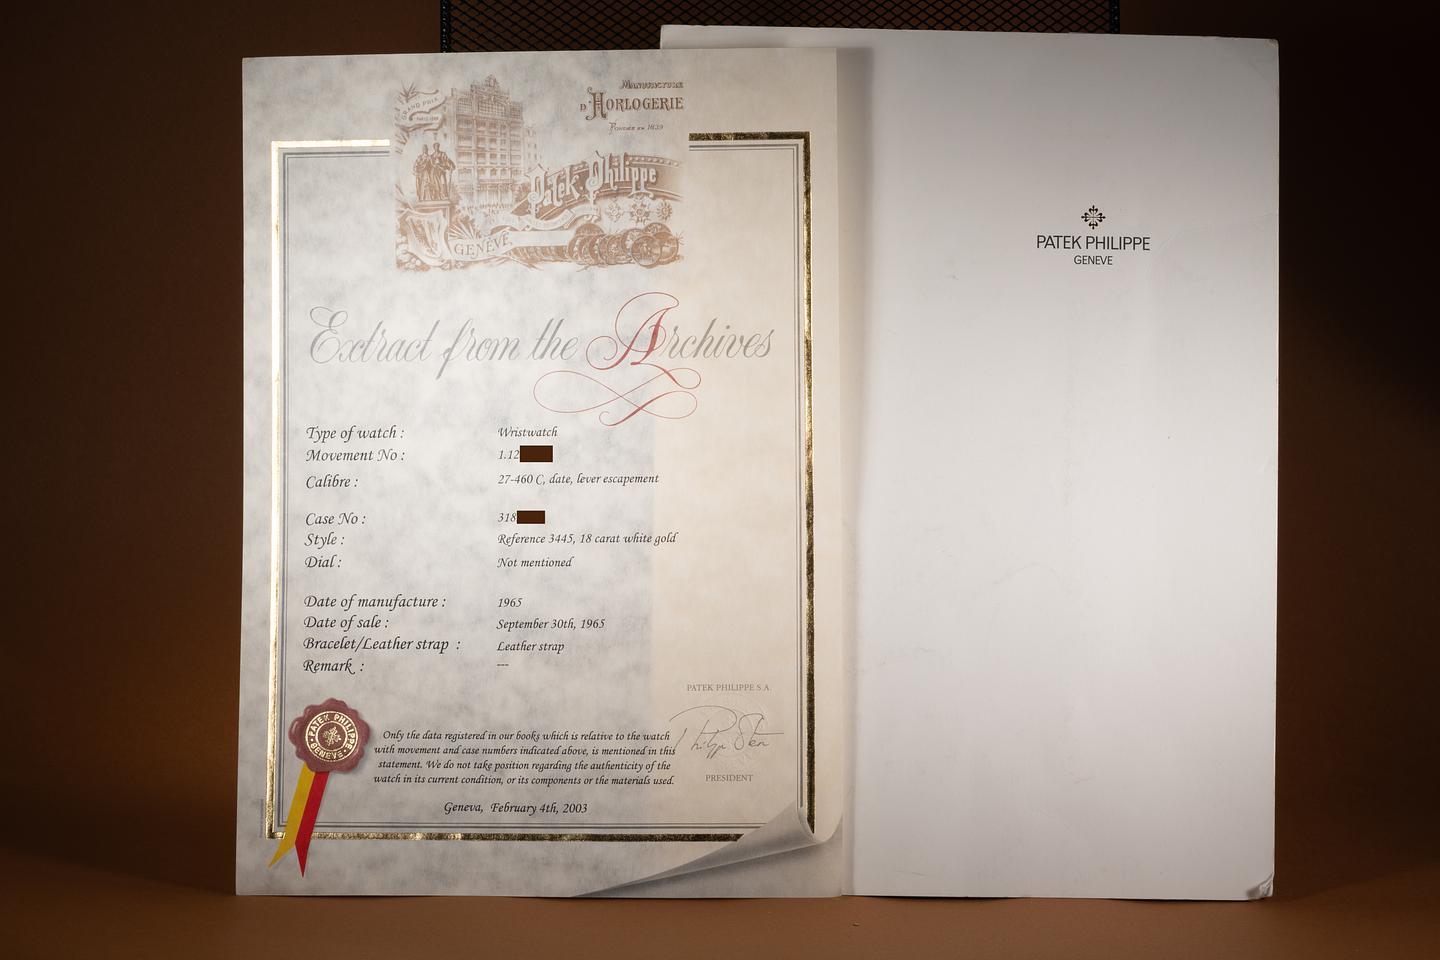 GRAND PRIX
MANUFACTURE
D'HORLOGERIE
FONDÉE EN 1839
Patek Philippe
GENÈVE
Extract from the Archives
Type of watch : Wristwatch
Movement No : 1.12
Calibre : 27-460 C, date, lever escapement
Case No : 318
Style : Reference 3445, 18 carat white gold
Dial : Not mentioned
Date of manufacture : 1965
Date of sale : September 30th, 1965
Bracelet/Leather strap : Leather strap
Remark : ---
PATEK PHILIPPE S.A.
PATEK PHILIPPE
GENEVE
Only the data registered in our books which is relative to the watch
with movement and case numbers indicated above, is mentioned in this
statement. We do not take position regarding the authenticity of the
watch in its current condition, or its components or the materials used.
PRESIDENT
Geneva, February 4th, 2003
PATEK PHILIPPE
GENEVE